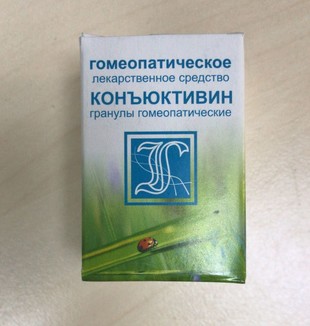 гомеопатическое
лекарственное средство
КОНЪЮКТИВИН
гранулы гомеопатические